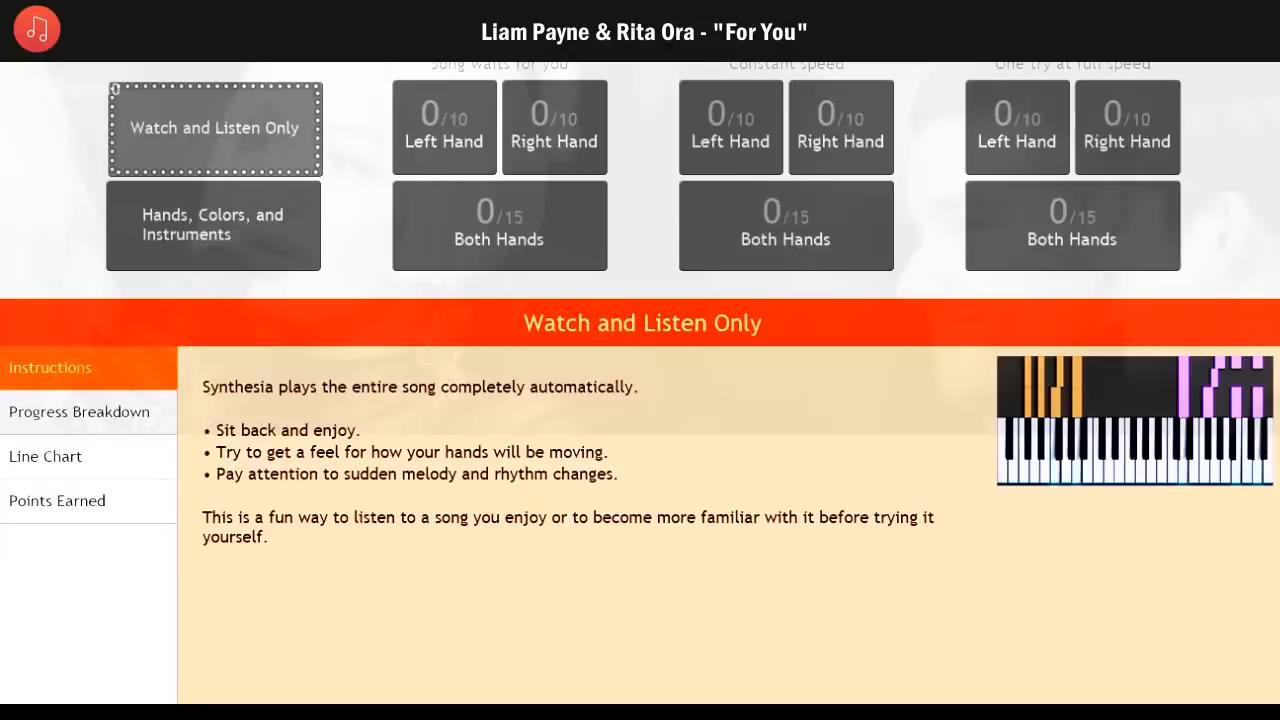 Liam Payne & Rita Ora - "For You"
Song waits for you
Constant speed
One try at full speed
0
Watch and Listen Only
0/10
Left Hand
0/10
Right Hand
0/10
Left Hand
0/10
Right Hand
0/10
Left Hand
0/10
Right Hand
Hands, Colors, and
Instruments
0/15
Both Hands
0/15
Both Hands
0/15
Both Hands
Watch and Listen Only
Instructions
Progress Breakdown
Line Chart
Points Earned
Synthesia plays the entire song completely automatically.
• Sit back and enjoy.
• Try to get a feel for how your hands will be moving.
• Pay attention to sudden melody and rhythm changes.
This is a fun way to listen to a song you enjoy or to become more familiar with it before trying it
yourself.